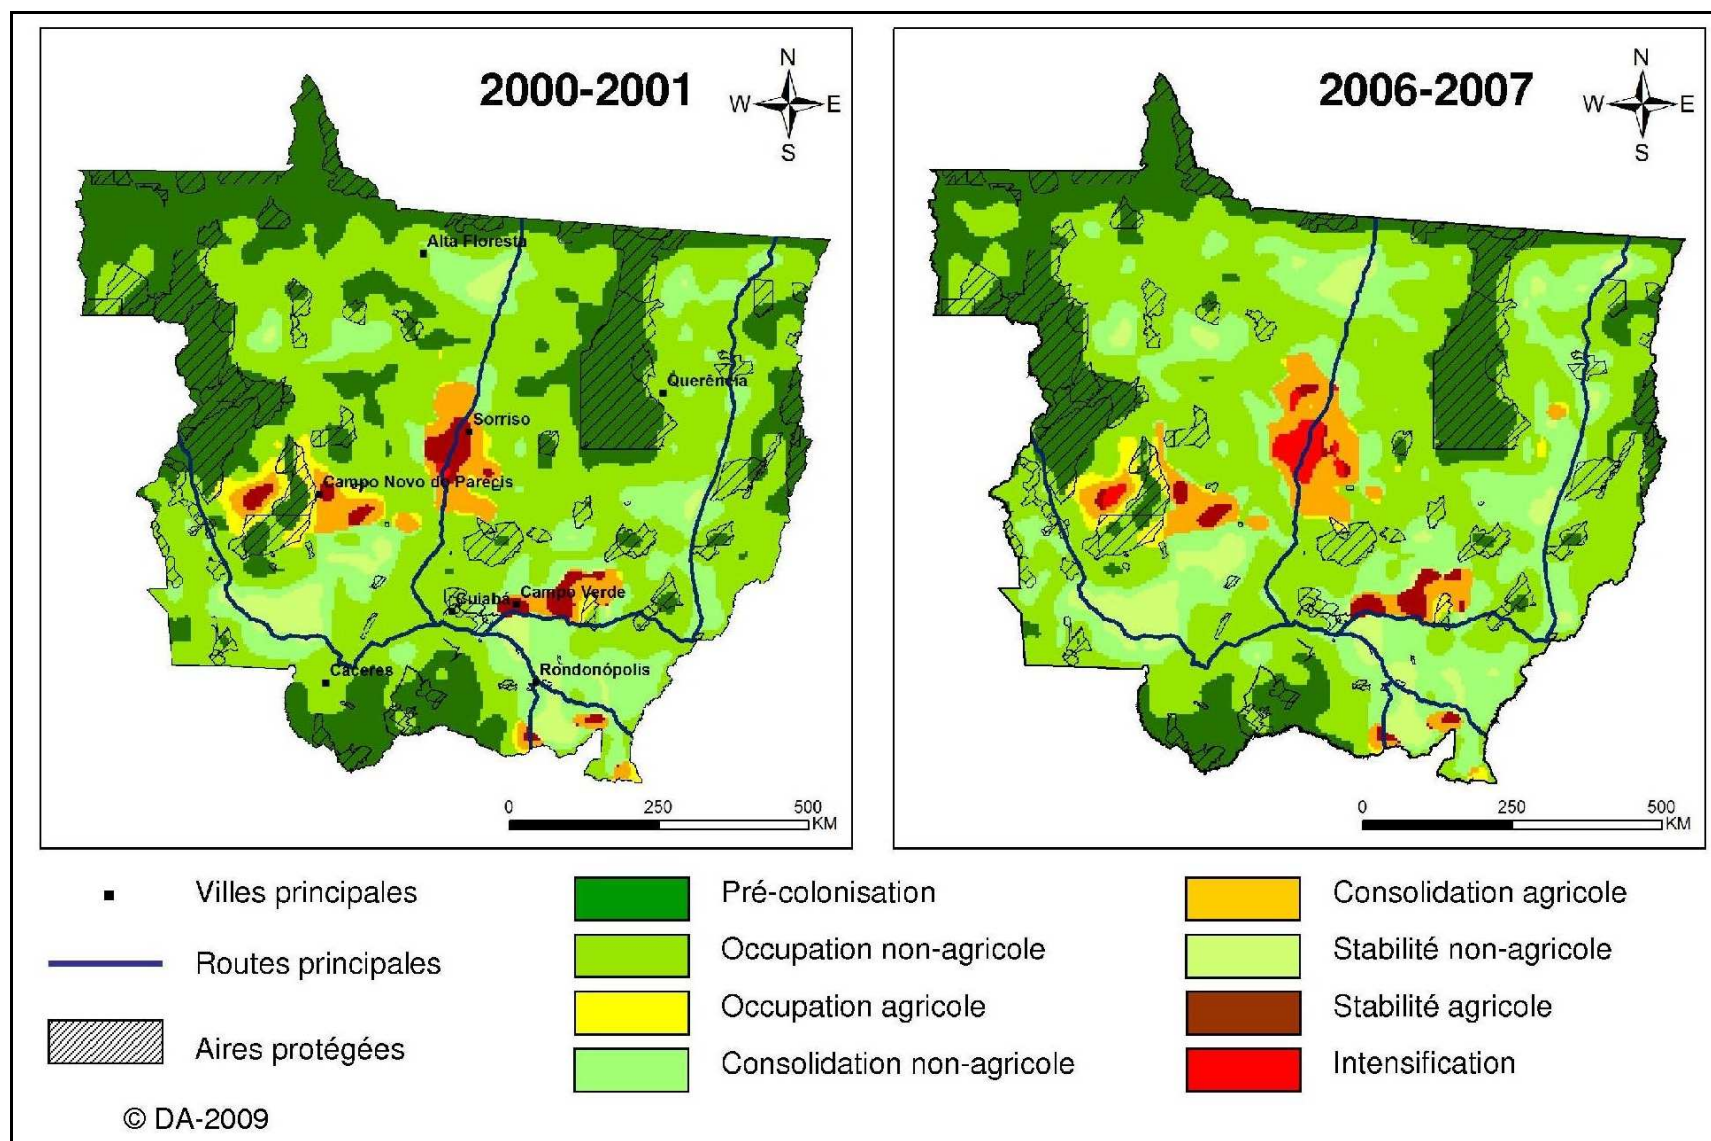 2000-2001
N
W E
S
Alta Floresta
Querência
Sorriso
Campo Novo do Parecis
Cuiabá
Campo Verde
Cáceres
Rondonópolis
0 250 500
KM
2006-2007
N
W E
S
0 250 500
KM
Villes principales
Routes principales
Aires protégées
Pré-colonisation
Occupation non-agricole
Occupation agricole
Consolidation non-agricole
Consolidation agricole
Stabilité non-agricole
Stabilité agricole
Intensification
© DA-2009